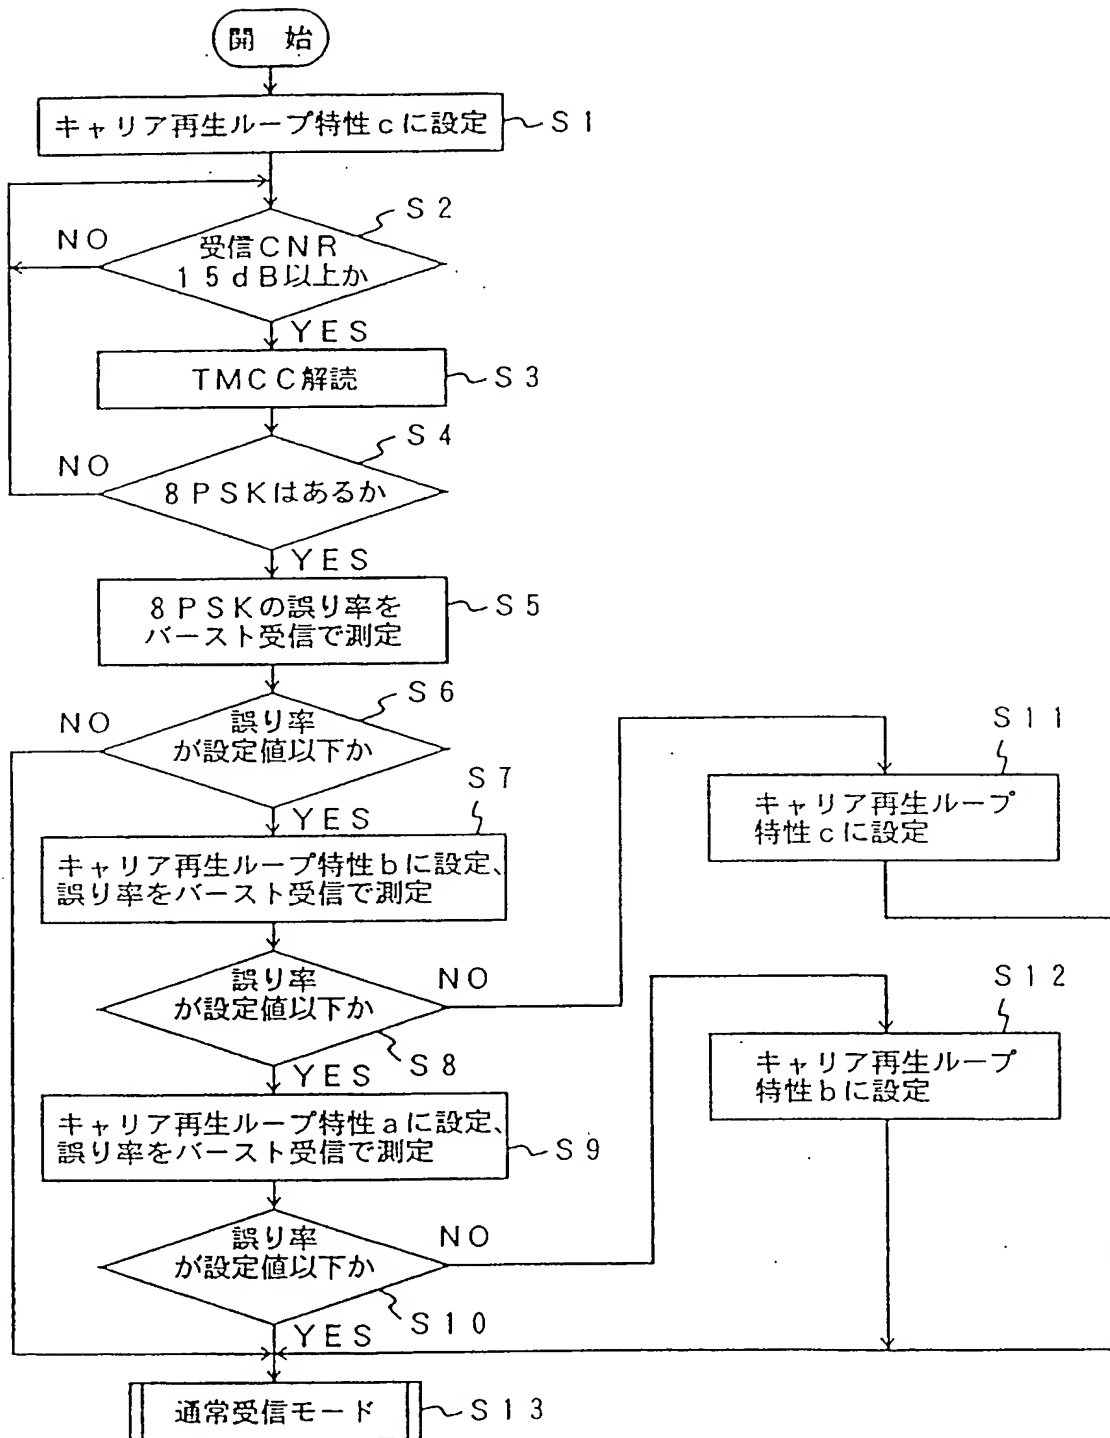 開 始
キャリア再生ループ特性cに設定
S1
S2
NO
受信CNR
15dB以上か
YES
TMCC解読
S3
S4
NO
8PSKはあるか
YES
8PSKの誤り率を
バースト受信で測定
S5
S6
NO
誤り率
が設定値以下か
YES
S7
キャリア再生ループ特性bに設定、
誤り率をバースト受信で測定
S11
キャリア再生ループ
特性cに設定
誤り率
が設定値以下か
NO
S8
YES
S12
キャリア再生ループ
特性bに設定
キャリア再生ループ特性aに設定、
誤り率をバースト受信で測定
S9
誤り率
が設定値以下か
NO
S10
YES
通常受信モード
S13